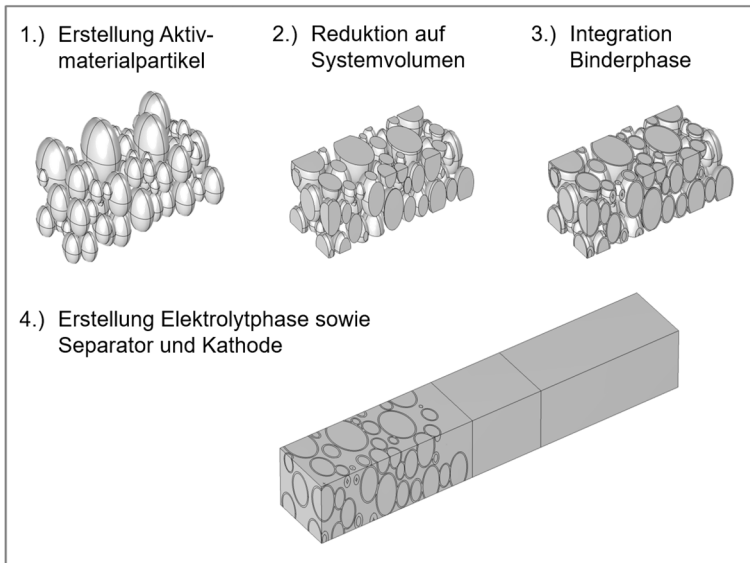 1.) Erstellung Aktiv-
materialpartikel
2.) Reduktion auf
Systemvolumen
3.) Integration
Binderphase
4.) Erstellung Elektrolytphase sowie
Separator und Kathode